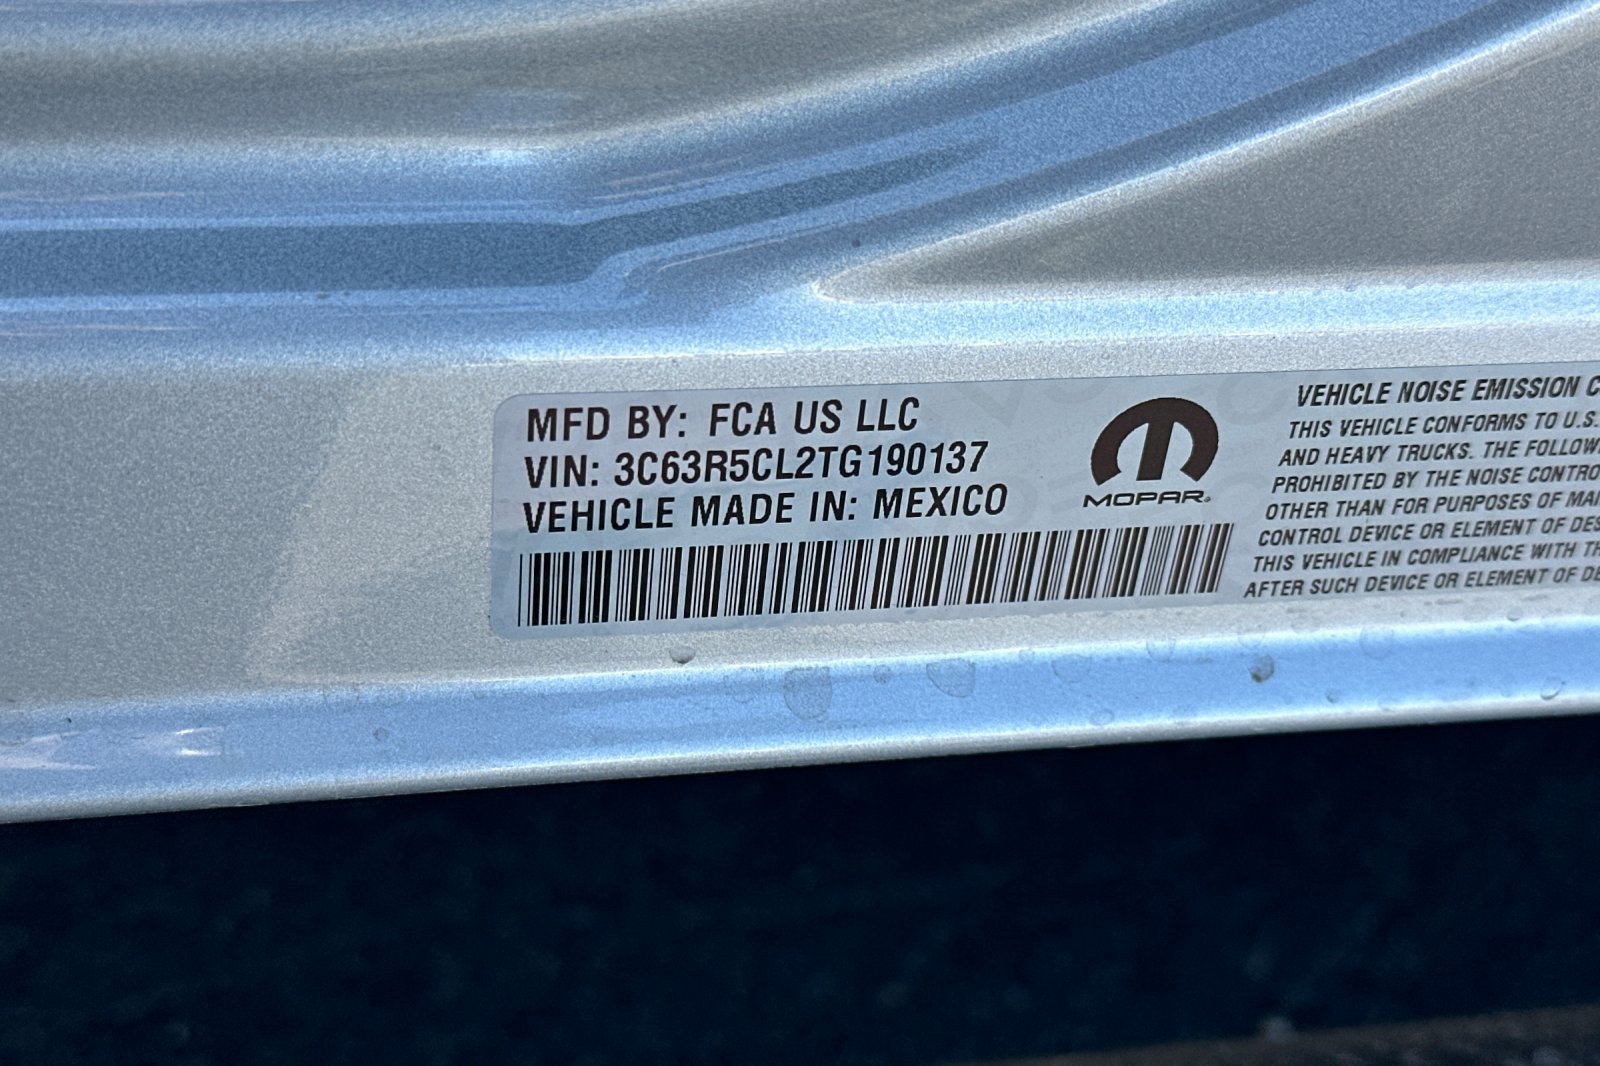 MFD BY: FCA US LLC
VIN: 3C63R5CL2TG190137
VEHICLE MADE IN: MEXICO
MOPAR
VEHICLE NOISE EMISSION
THIS VEHICLE CONFORMS TO U.S.
AND HEAVY TRUCKS. THE
PROHIBITED BY THE NOISE
OTHER THAN FOR PURPOSES OF
CONTROL DEVICE OR ELEMENT OF
THIS VEHICLE IN COMPLIANCE WITH
AFTER SUCH DEVICE OR ELEMENT OF